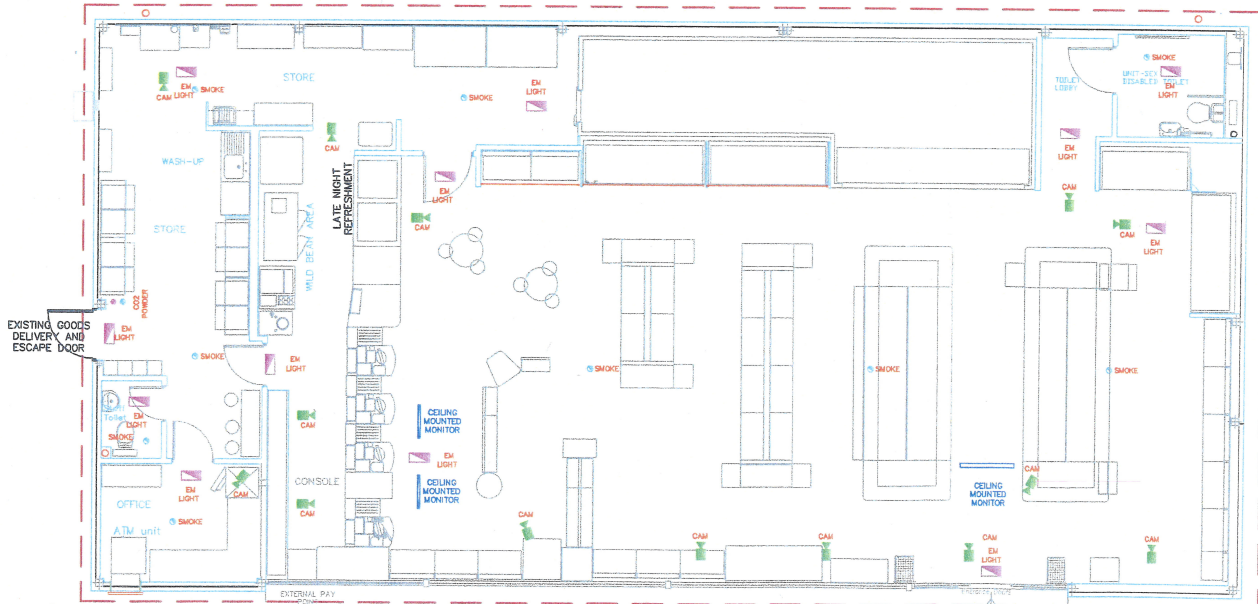 SMOKE
CAM
EM
LIGHT
SMOKE
STORE
SMOKE
EM
LIGHT
TOILET
LOBBY
UNIT-SEX
DISABLED TOILET
EM
LIGHT
CAM
EM
LIGHT
WASH-UP
LATE NIGHT
REFRESHMENT
EM
LIGHT
CAM
CAM
CAM
EM
LIGHT
STORE
WILD BEAN AREA
CO2
POWDER
EXISTING GOODS
DELIVERY AND
ESCAPE DOOR
EM
LIGHT
SMOKE
EM
LIGHT
SMOKE
SMOKE
SMOKE
Staff
Toilet
EM
LIGHT
SMOKE
CAM
CEILING
MOUNTED
MONITOR
EM
LIGHT
EM
LIGHT
CAM
CONSOLE
CEILING
MOUNTED
MONITOR
CEILING
MOUNTED
MONITOR
CAM
OFFICE
CAM
SMOKE
ATM unit
CAM
CAM
CAM
CAM
EM
LIGHT
CAM
EXTERNAL PAY